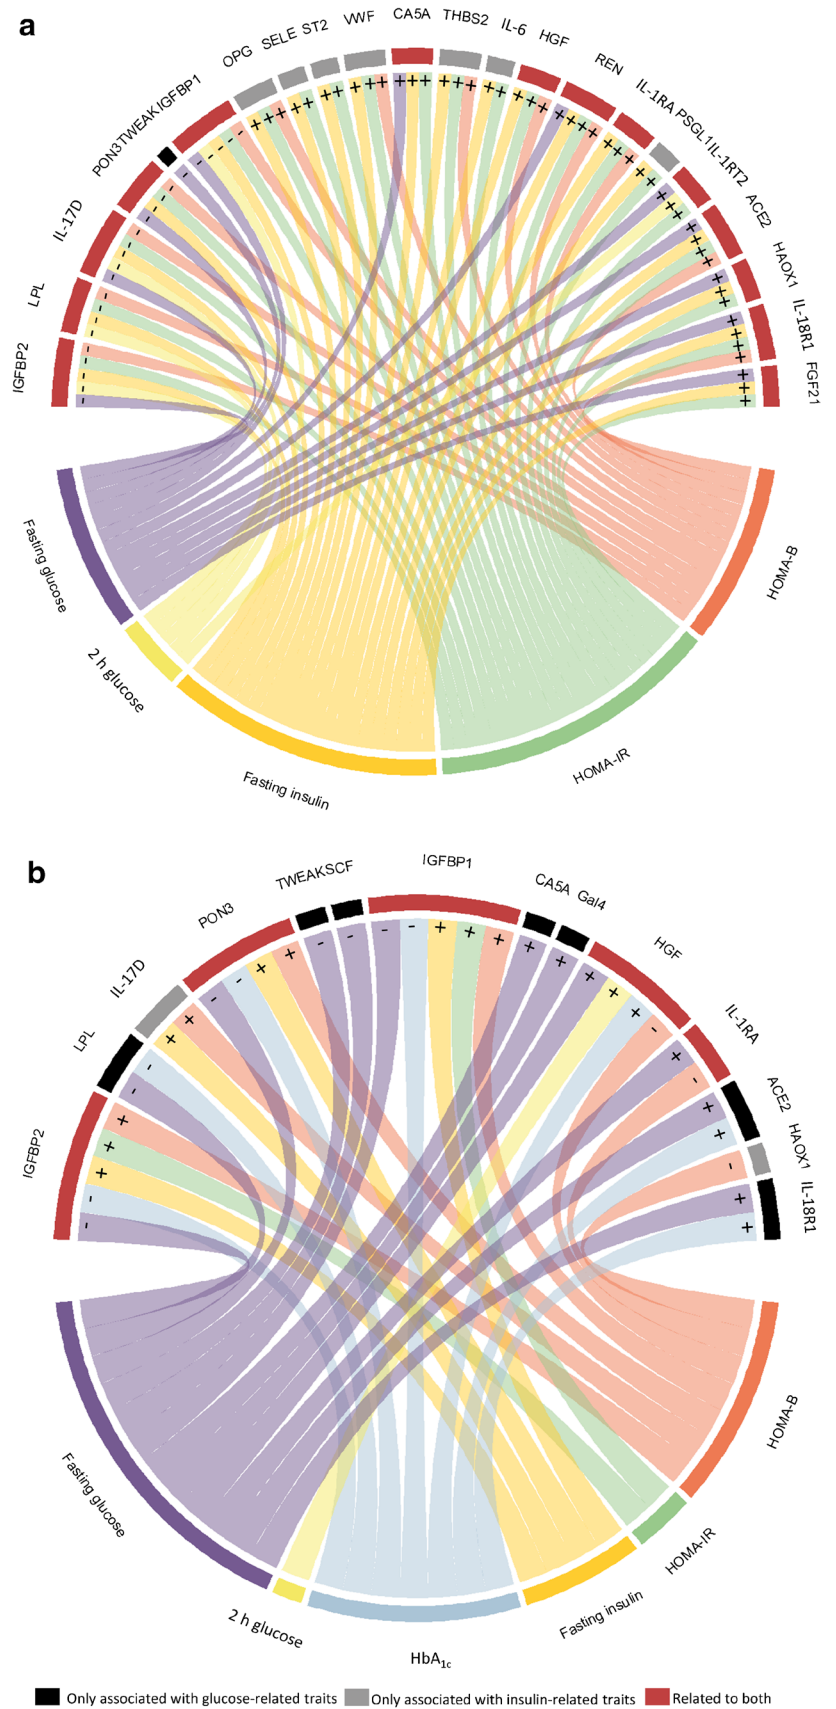 a
IGFBP2
LPL
IL-17D
PON3
TWEAK
IGFBP1
OPG
SELE
ST2
VWF
CA5A
THBS2
IL-6
HGF
REN
IL-1RA
PSGL1
IL-1RT2
ACE2
HAOX1
IL-18R1
FGF21
Fasting glucose
2 h glucose
Fasting insulin
HOMA-IR
HOMA-B
b
IGFBP2
LPL
IL-17D
PON3
TWEAK
SCF
IGFBP1
CA5A
Gal4
HGF
IL-1RA
ACE2
HAOX1
IL-18R1
Fasting glucose
2 h glucose
HbA1c
Fasting insulin
HOMA-IR
HOMA-B
Only associated with glucose-related traits
Only associated with insulin-related traits
Related to both